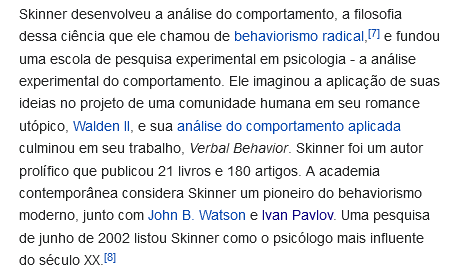 Skinner desenvolveu a análise do comportamento, a filosofia
dessa ciência que ele chamou de behaviorismo radical,[7] e fundou
uma escola de pesquisa experimental em psicologia - a análise
experimental do comportamento. Ele imaginou a aplicação de suas
ideias no projeto de uma comunidade humana em seu romance
utópico, Walden II, e sua análise do comportamento aplicada
culminou em seu trabalho, Verbal Behavior. Skinner foi um autor
prolífico que publicou 21 livros e 180 artigos. A academia
contemporânea considera Skinner um pioneiro do behaviorismo
moderno, junto com John B. Watson e Ivan Pavlov. Uma pesquisa
de junho de 2002 listou Skinner como o psicólogo mais influente
do século XX.[8]